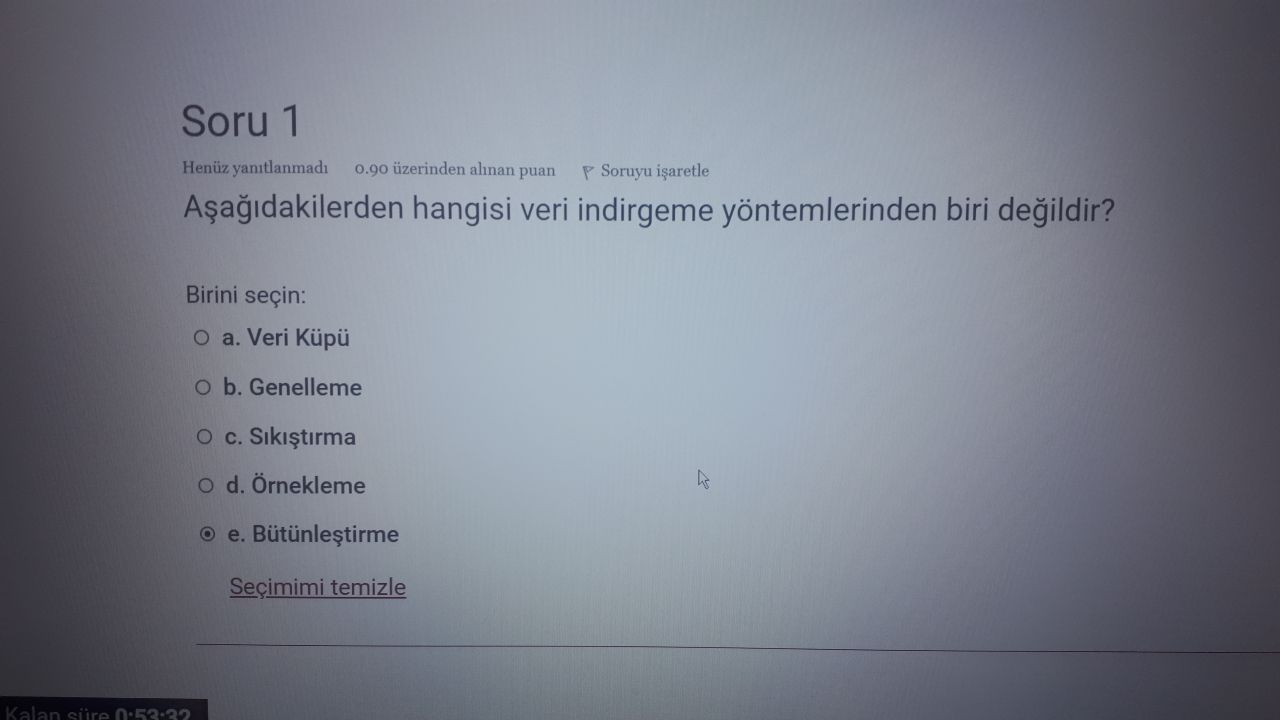 Soru 1
Henüz yanıtlanmadı 0.90 üzerinden alınan puan Soruyu işaretle
Aşağıdakilerden hangisi veri indirgeme yöntemlerinden biri değildir?
Birini seçin:
a. Veri Küpü
b. Genelleme
c. Sıkıştırma
d. Örnekleme
e. Bütünleştirme
Seçimimi temizle
Kalan süre 0:53:32